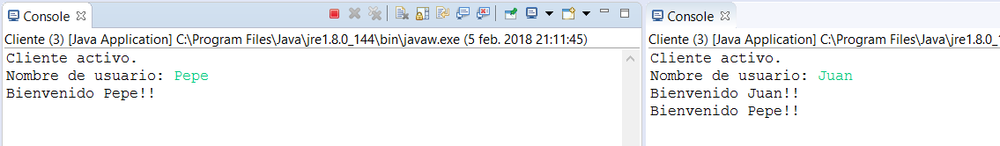 Console
Cliente (3) [Java Application] C:\Program Files\Java\jre1.8.0_144\bin\javaw.exe (5 feb. 2018 21:11:45)
Cliente activo.
Nombre de usuario: Pepe
Bienvenido Pepe!!
Console
Cliente (3) [Java Application] C:\Program Files\Java\jre1.8.0_1
Cliente activo.
Nombre de usuario: Juan
Bienvenido Juan!!
Bienvenido Pepe!!